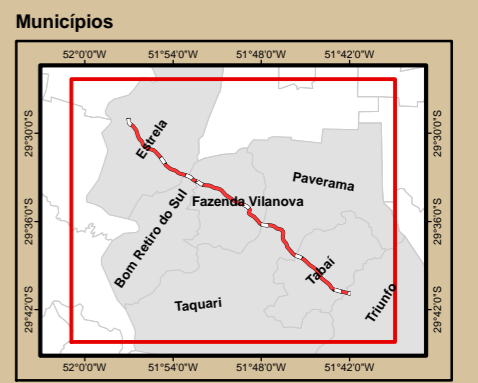 Municípios
52°0'0"W 51°54'0"W 51°48'0"W 51°42'0"W
29°30'0"S
29°30'0"S
Estrela
Paverama
Fazenda Vilanova
Bom Retiro do Sul
29°36'0"S
29°36'0"S
Tabaí
Taquari
Triunfo
29°42'0"S
29°42'0"S
52°0'0"W 51°54'0"W 51°48'0"W 51°42'0"W